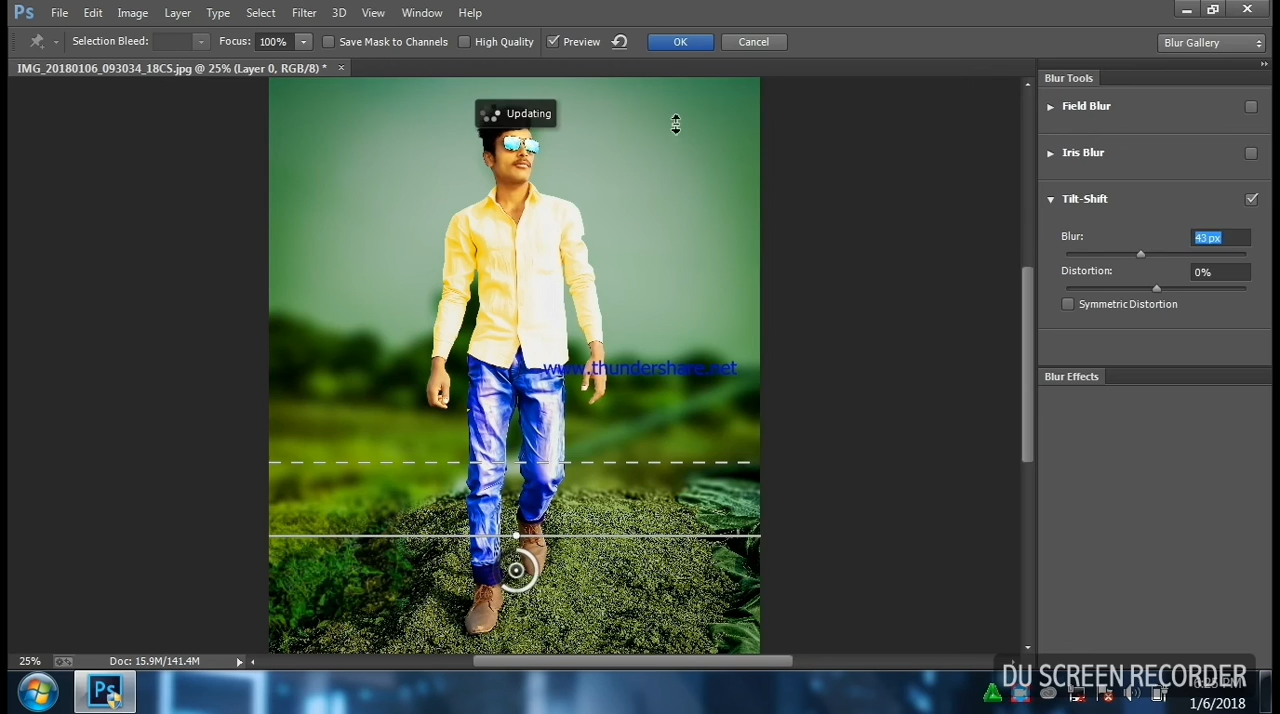 Ps File Edit Image Layer Type Select Filter 3D View Window Help
Selection Bleed: Focus: 100% Save Mask to Channels High Quality Preview OK Cancel Blur Gallery
IMG_20180106_093034_18CS.jpg @ 25% (Layer 0, RGB/8) * ×
Blur Tools
Updating
Field Blur
Iris Blur
Tilt-Shift
Blur: 43 px
Distortion: 0%
Symmetric Distortion
www.thundershare.net
Blur Effects
25% Doc: 15.9M/141.4M
DU SCREEN RECORDER
Ps
1/6/2018